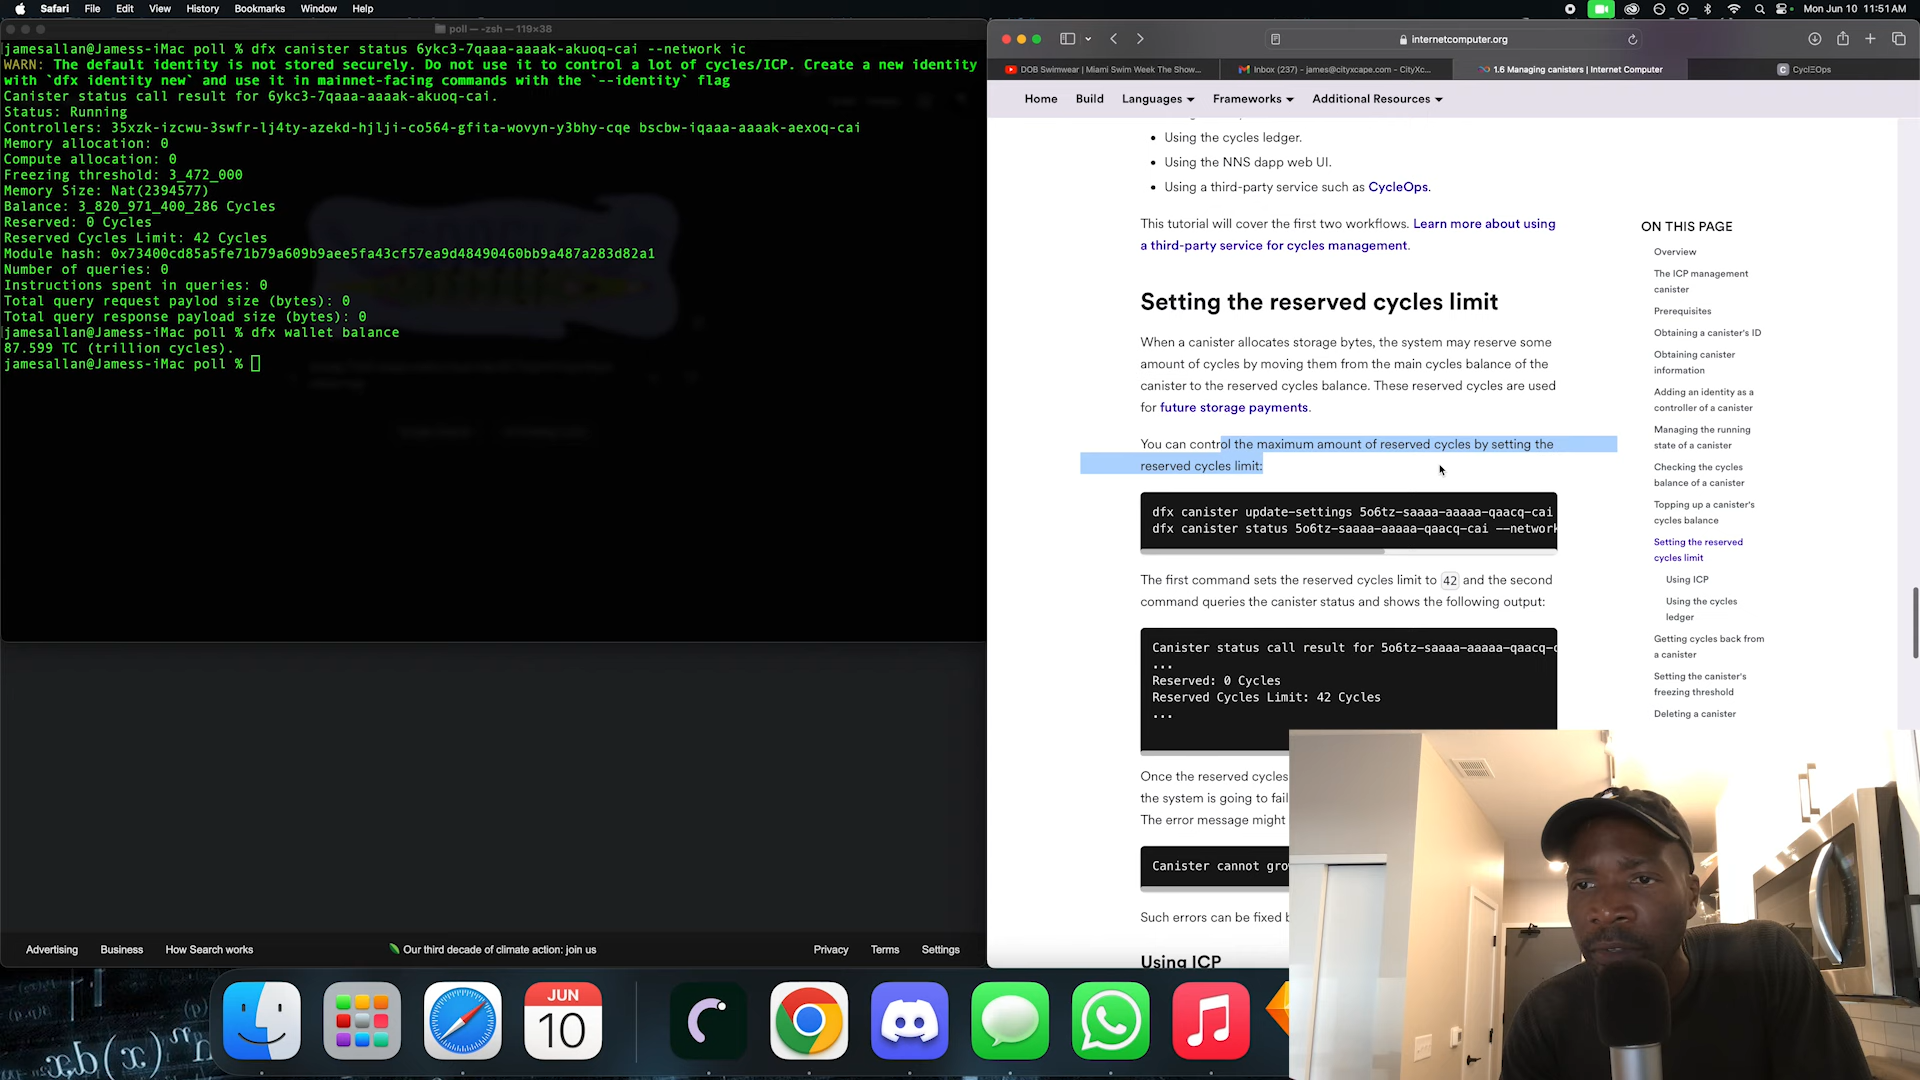 Safari File Edit View History Bookmarks Window Help
Mon Jun 10 11:51 AM
poll — -zsh — 119×38
jamesallan@Jamess-iMac poll % dfx canister status 6ykc3-7qaaa-aaaak-akuoq-cai --network ic
WARN: The default identity is not stored securely. Do not use it to control a lot of cycles/ICP. Create a new identity
with `dfx identity new` and use it in mainnet-facing commands with the `--identity` flag
Canister status call result for 6ykc3-7qaaa-aaaak-akuoq-cai.
Status: Running
Controllers: 35xzk-izcwu-3swfr-lj4ty-azekd-hjlji-co564-gfita-wovyn-y3bhy-cqe bscbw-iqaaa-aaaak-aexoq-cai
Memory allocation: 0
Compute allocation: 0
Freezing threshold: 3_472_000
Memory Size: Nat(2394577)
Balance: 3_820_971_400_286 Cycles
Reserved: 0 Cycles
Reserved Cycles Limit: 42 Cycles
Module hash: 0x73400cd85a5fe71b79a609b9aee5fa43cf57ea9d48490460bb9a487a283d82a1
Number of queries: 0
Instructions spent in queries: 0
Total query request paylod size (bytes): 0
Total query response payload size (bytes): 0
jamesallan@Jamess-iMac poll % dfx wallet balance
87.599 TC (trillion cycles).
jamesallan@Jamess-iMac poll %
Advertising Business How Search works
Our third decade of climate action: join us
Privacy Terms Settings
JUN
10
internetcomputer.org
DOB Swimwear | Miami Swim Week The Show...
Inbox (237) - james@cityxcape.com - CityXc...
1.6 Managing canisters | Internet Computer
C CyclΞOps
Home Build Languages Frameworks Additional Resources
Using the cycles ledger.
Using the NNS dapp web UI.
Using a third-party service such as CycleOps.
This tutorial will cover the first two workflows. Learn more about using
a third-party service for cycles management.
Setting the reserved cycles limit
When a canister allocates storage bytes, the system may reserve some
amount of cycles by moving them from the main cycles balance of the
canister to the reserved cycles balance. These reserved cycles are used
for future storage payments.
You can control the maximum amount of reserved cycles by setting the
reserved cycles limit:
dfx canister update-settings 5o6tz-saaaa-aaaaa-qaacq-cai
dfx canister status 5o6tz-saaaa-aaaaa-qaacq-cai --network
The first command sets the reserved cycles limit to 42 and the second
command queries the canister status and shows the following output:
Canister status call result for 5o6tz-saaaa-aaaaa-qaacq-c
...
Reserved: 0 Cycles
Reserved Cycles Limit: 42 Cycles
...
Once the reserved cycles
the system is going to fail
The error message might
Canister cannot gro
Such errors can be fixed b
Using ICP
ON THIS PAGE
Overview
The ICP management
canister
Prerequisites
Obtaining a canister's ID
Obtaining canister
information
Adding an identity as a
controller of a canister
Managing the running
state of a canister
Checking the cycles
balance of a canister
Topping up a canister's
cycles balance
Setting the reserved
cycles limit
Using ICP
Using the cycles
ledger
Getting cycles back from
a canister
Setting the canister's
freezing threshold
Deleting a canister